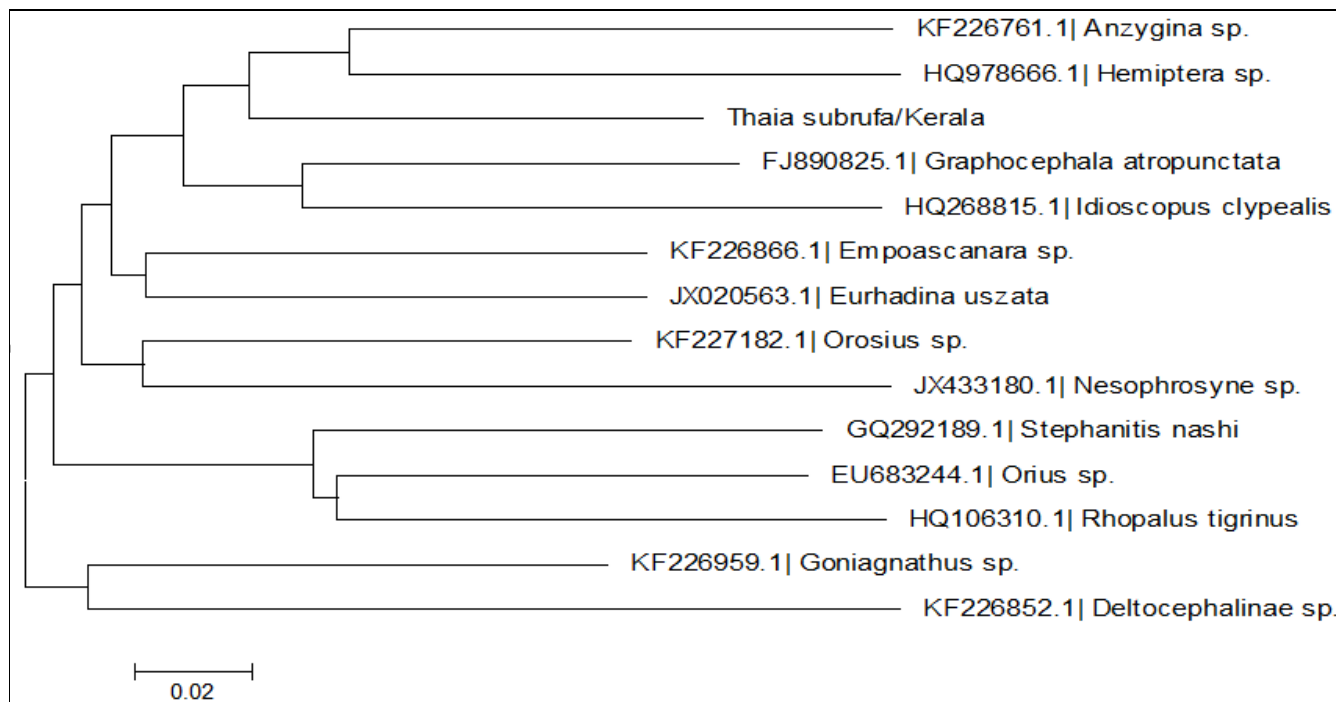 KF226761.1| Anzygina sp.
HQ978666.1| Hemiptera sp.
Thaia subrufa/Kerala
FJ890825.1| Graphocephala atropunctata
HQ268815.1| Idioscopus clypealis
KF226866.1| Empoascanara sp.
JX020563.1| Eurhadina uszata
KF227182.1| Orosius sp.
JX433180.1| Nesophrosyne sp.
GQ292189.1| Stephanitis nashi
EU683244.1| Orius sp.
HQ106310.1| Rhopalus tigrinus
KF226959.1| Goniagnathus sp.
KF226852.1| Deltocephalinae sp.
0.02